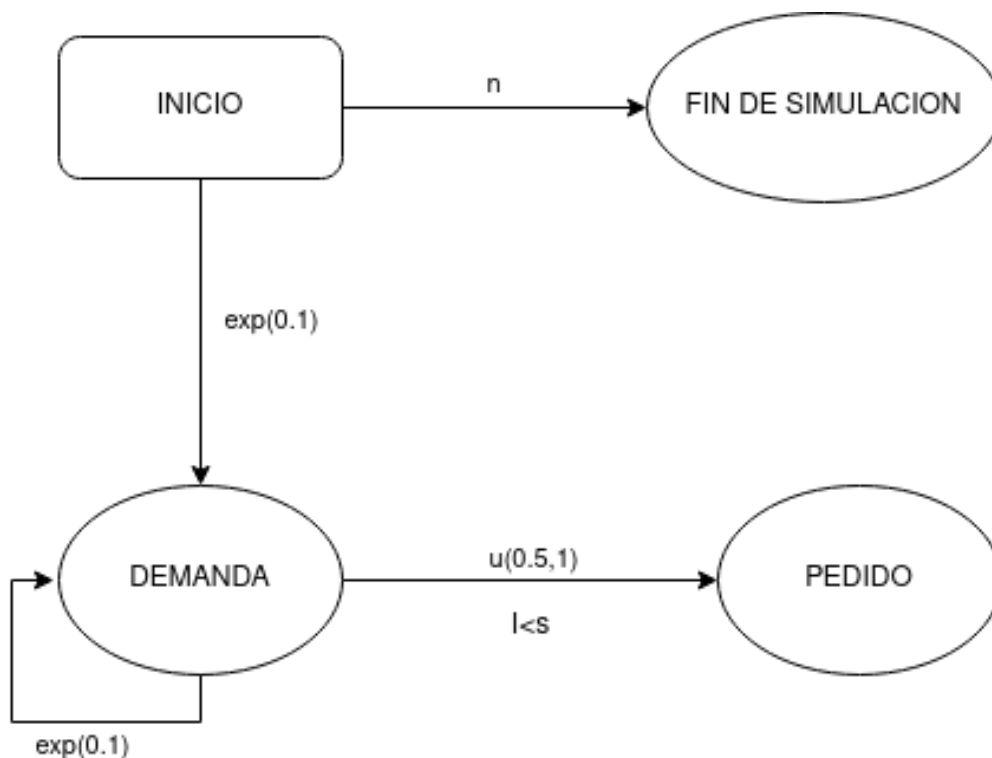 INICIO
n
FIN DE SIMULACION
exp(0.1)
DEMANDA
u(0.5,1)
I<s
PEDIDO
exp(0.1)